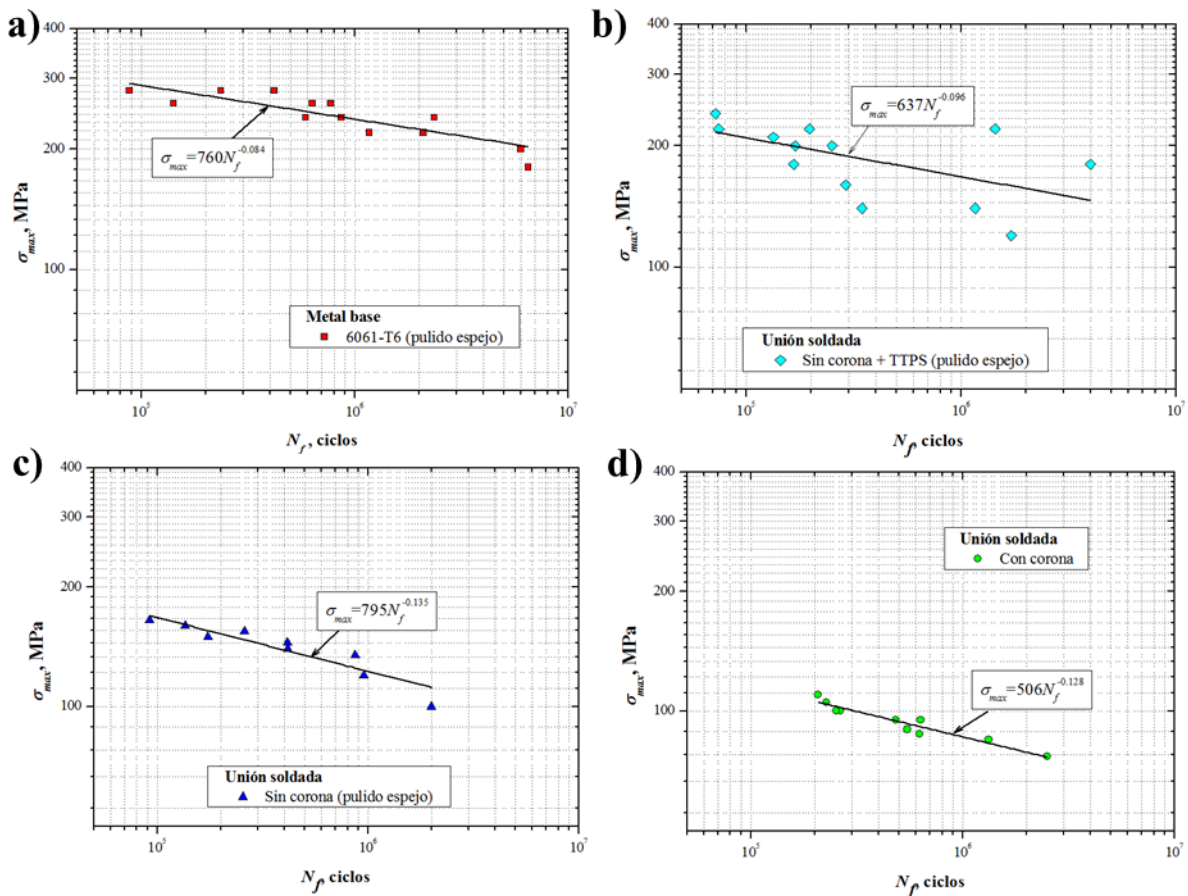 a)
400
300
200
100
σmax, MPa
σmax=760Nf^-0.084
Metal base
6061-T6 (pulido espejo)
10^5
10^6
10^7
Nf, ciclos
b)
400
300
200
100
σmax, MPa
σmax=637Nf^-0.096
Unión soldada
Sin corona + TTPS (pulido espejo)
10^5
10^6
10^7
Nf, ciclos
c)
400
300
200
100
σmax, MPa
σmax=795Nf^-0.135
Unión soldada
Sin corona (pulido espejo)
10^5
10^6
10^7
Nf, ciclos
d)
400
300
200
100
σmax, MPa
Unión soldada
Con corona
σmax=506Nf^-0.128
10^5
10^6
10^7
Nf, ciclos